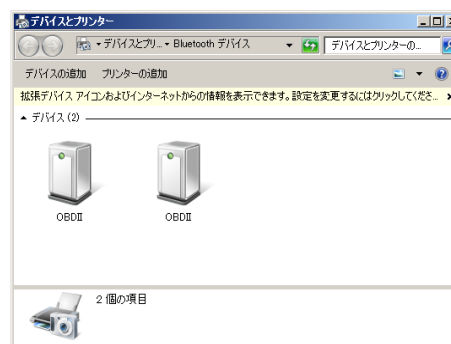 デバイスとプリンター
デバイスとプリ... Bluetooth デバイス デバイスとプリンターの...
デバイスの追加 プリンターの追加
拡張デバイス アイコンおよびインターネットからの情報を表示できます。設定を変更するにはクリックしてくださ...
デバイス (2)
OBDII OBDII
2 個の項目